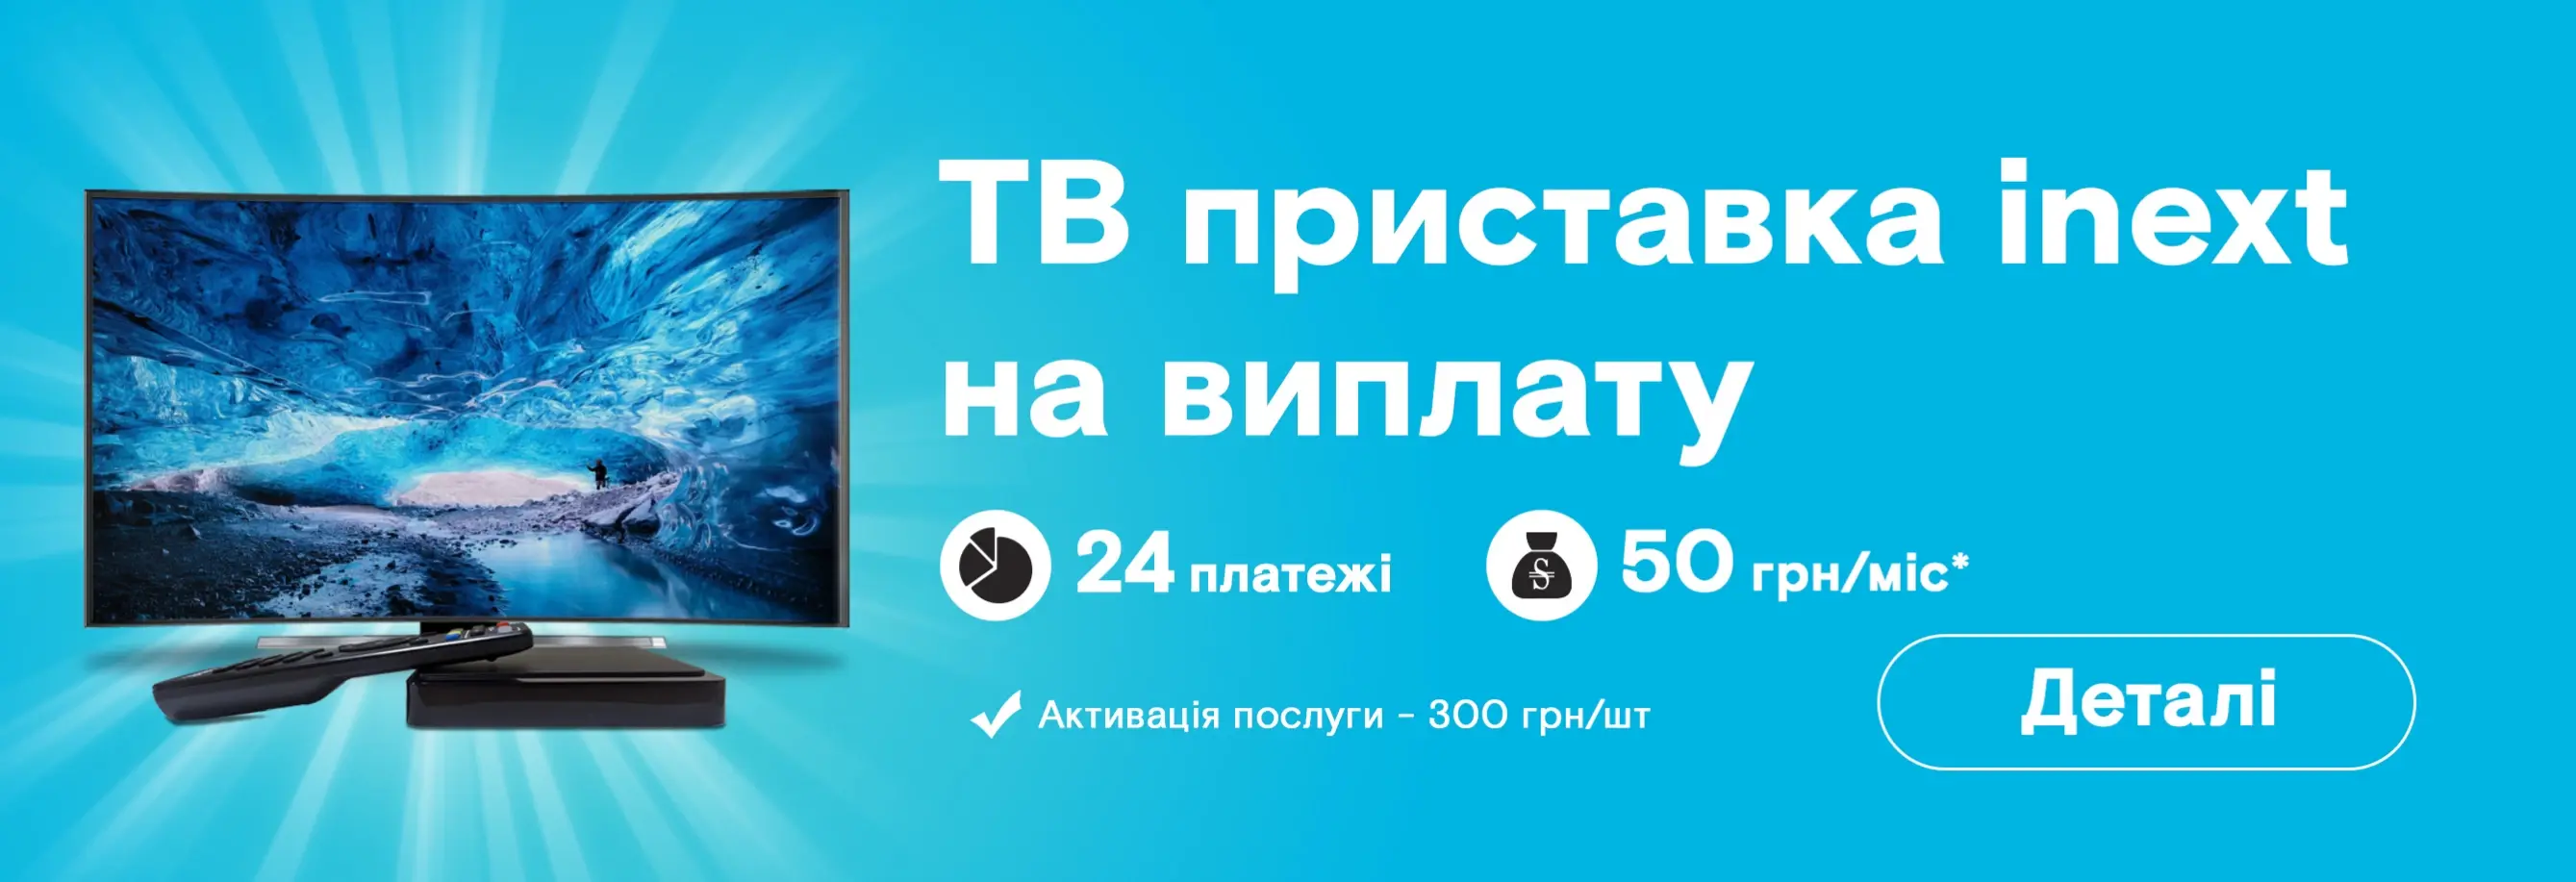 ТВ приставка inext
на виплату
24 платежі 50 грн/міс*
Активація послуги - 300 грн/шт
Деталі